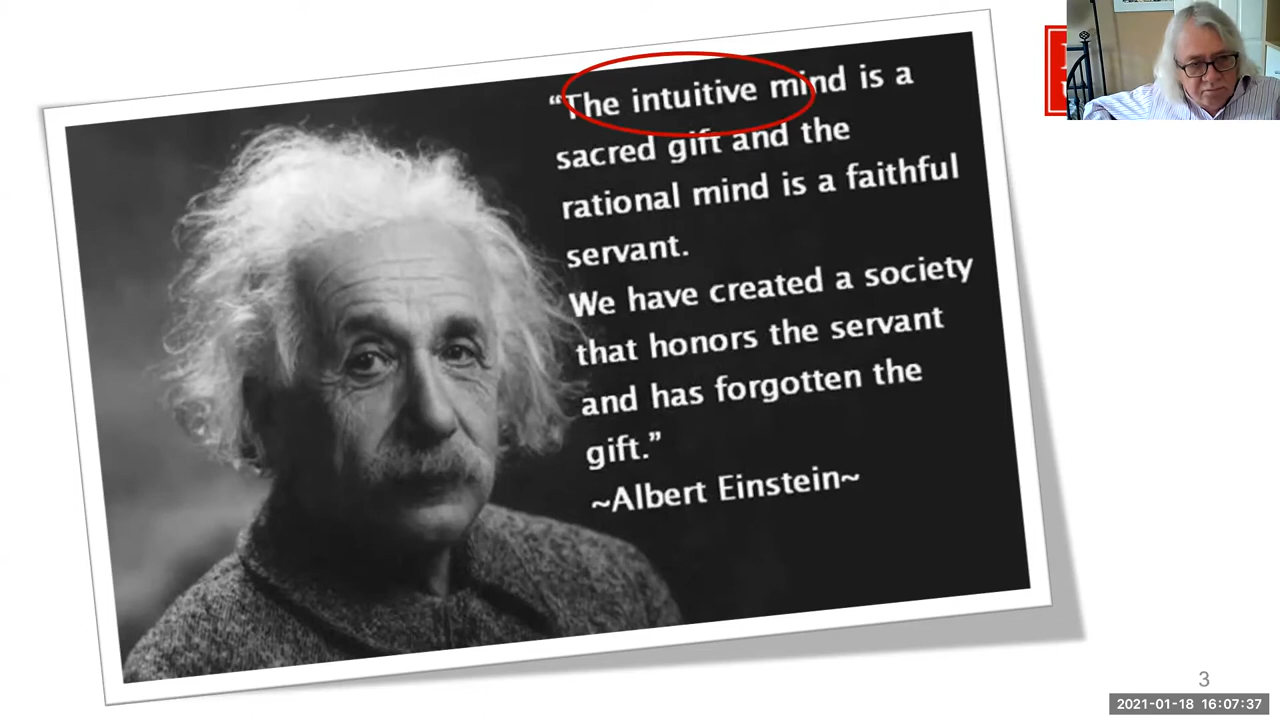 “The intuitive mind is a
sacred gift and the
rational mind is a faithful
servant.
We have created a society
that honors the servant
and has forgotten the
gift.”
~Albert Einstein~
3
2021-01-18 16:07:37